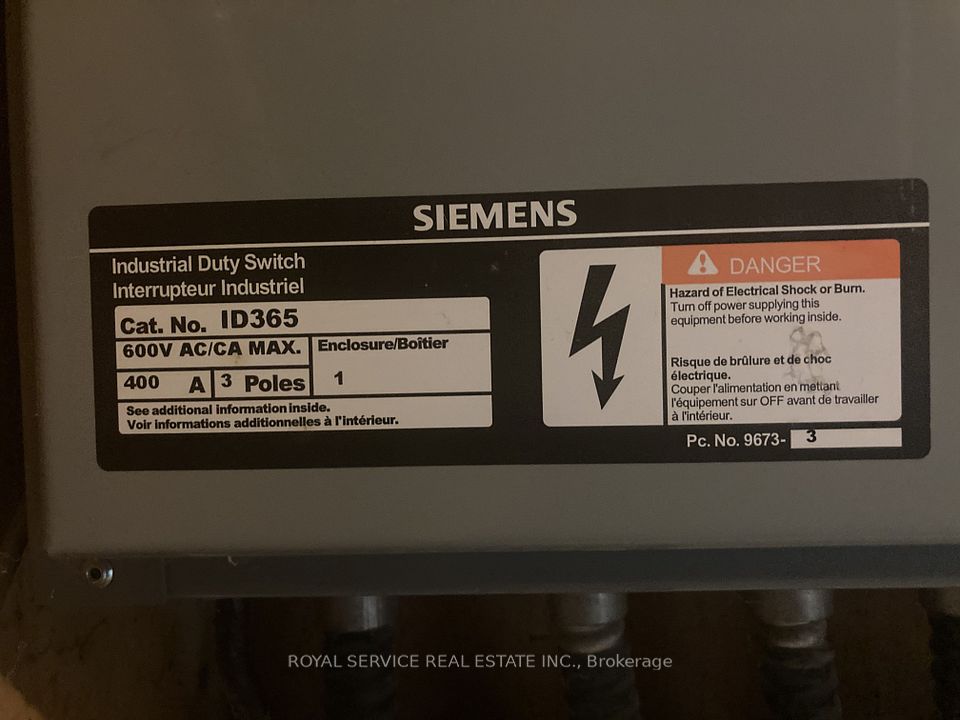 SIEMENS
Industrial Duty Switch
Interrupteur Industriel
Cat. No. ID365
600V AC/CA MAX.
Enclosure/Boîtier
1
400 A
3 Poles
See additional information inside.
Voir informations additionnelles à l'intérieur.
DANGER
Hazard of Electrical Shock or Burn.
Turn off power supplying this
equipment before working inside.
Risque de brûlure et de choc
électrique.
Couper l'alimentation en mettant
l'équipement sur OFF avant de travailler
à l'intérieur.
Pc. No. 9673- 3
ROYAL SERVICE REAL ESTATE INC., Brokerage